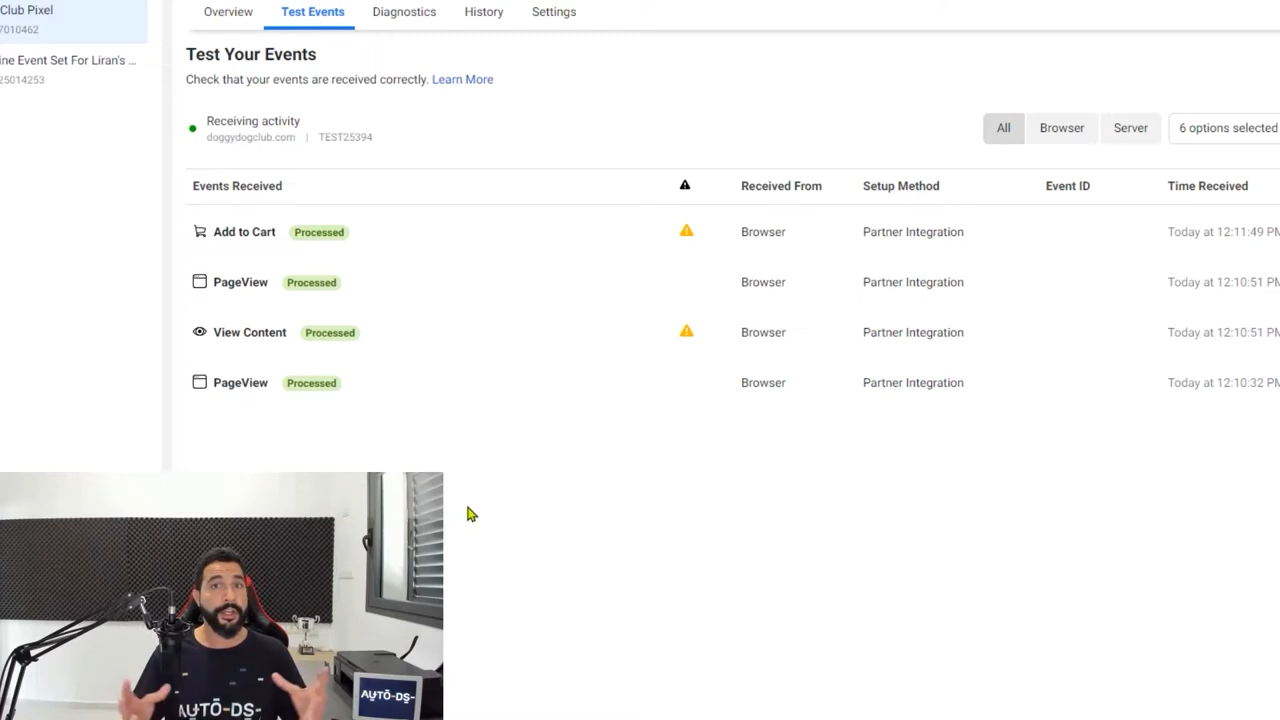 Club Pixel
7010462
ine Event Set For Liran's ...
25014253
Overview Test Events Diagnostics History Settings
Test Your Events
Check that your events are received correctly. Learn More
Receiving activity
doggydogclub.com | TEST25394
All Browser Server 6 options selected
Events Received Received From Setup Method Event ID Time Received
Add to Cart Processed Browser Partner Integration Today at 12:11:49 PM
PageView Processed Browser Partner Integration Today at 12:10:51 PM
View Content Processed Browser Partner Integration Today at 12:10:51 PM
PageView Processed Browser Partner Integration Today at 12:10:32 PM
AUTO-DS-
AUTO-DS-